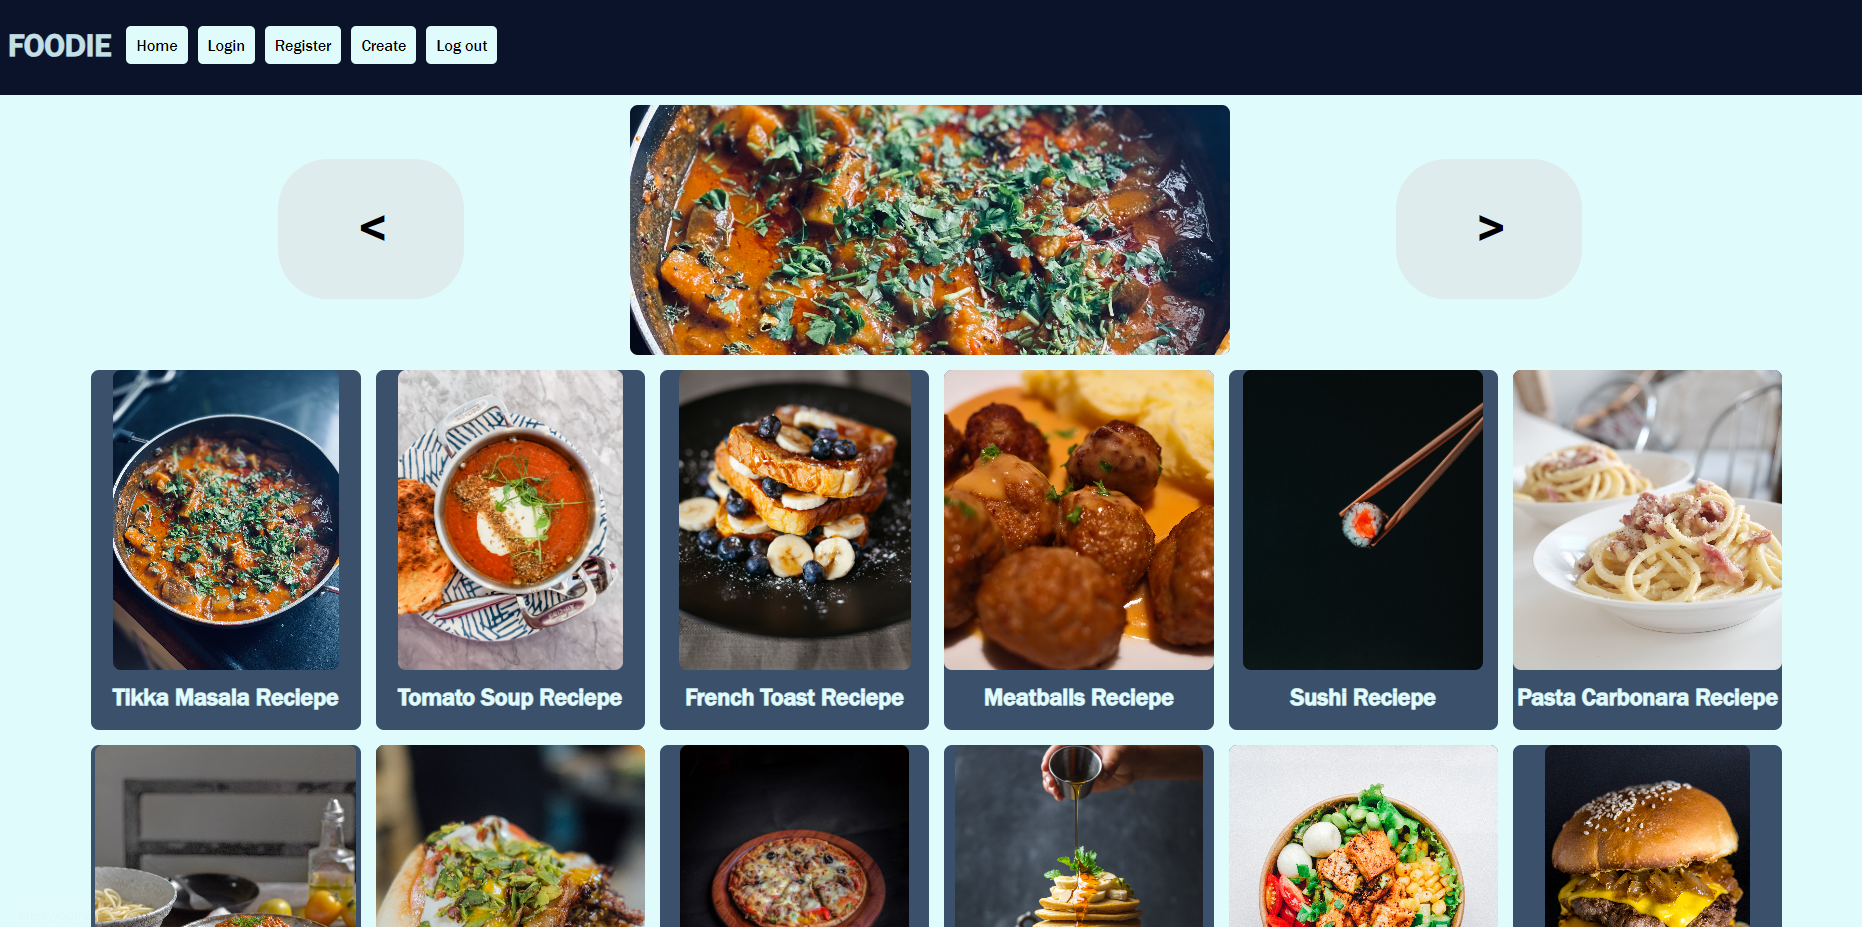 FOODIE Home Login Register Create Log out
< >
Tikka Masala Reciepe Tomato Soup Reciepe French Toast Reciepe Meatballs Reciepe Sushi Reciepe Pasta Carbonara Reciepe